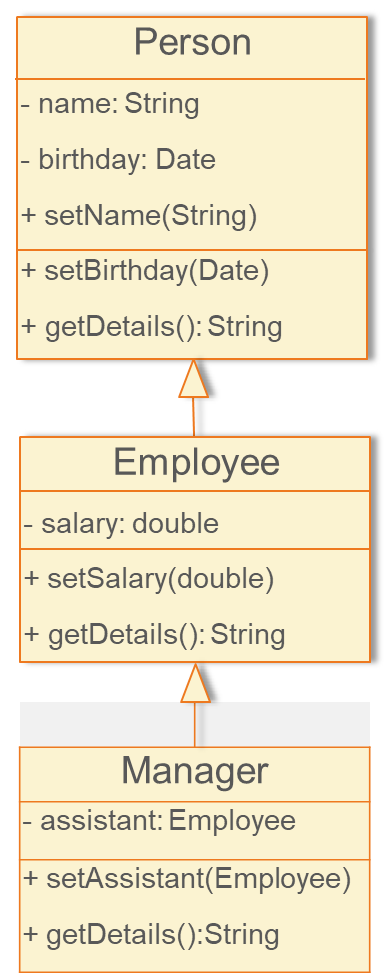 Person
- name: String
- birthday: Date
+ setName(String)
+ setBirthday(Date)
+ getDetails(): String
Employee
- salary: double
+ setSalary(double)
+ getDetails(): String
Manager
- assistant: Employee
+ setAssistant(Employee)
+ getDetails():String